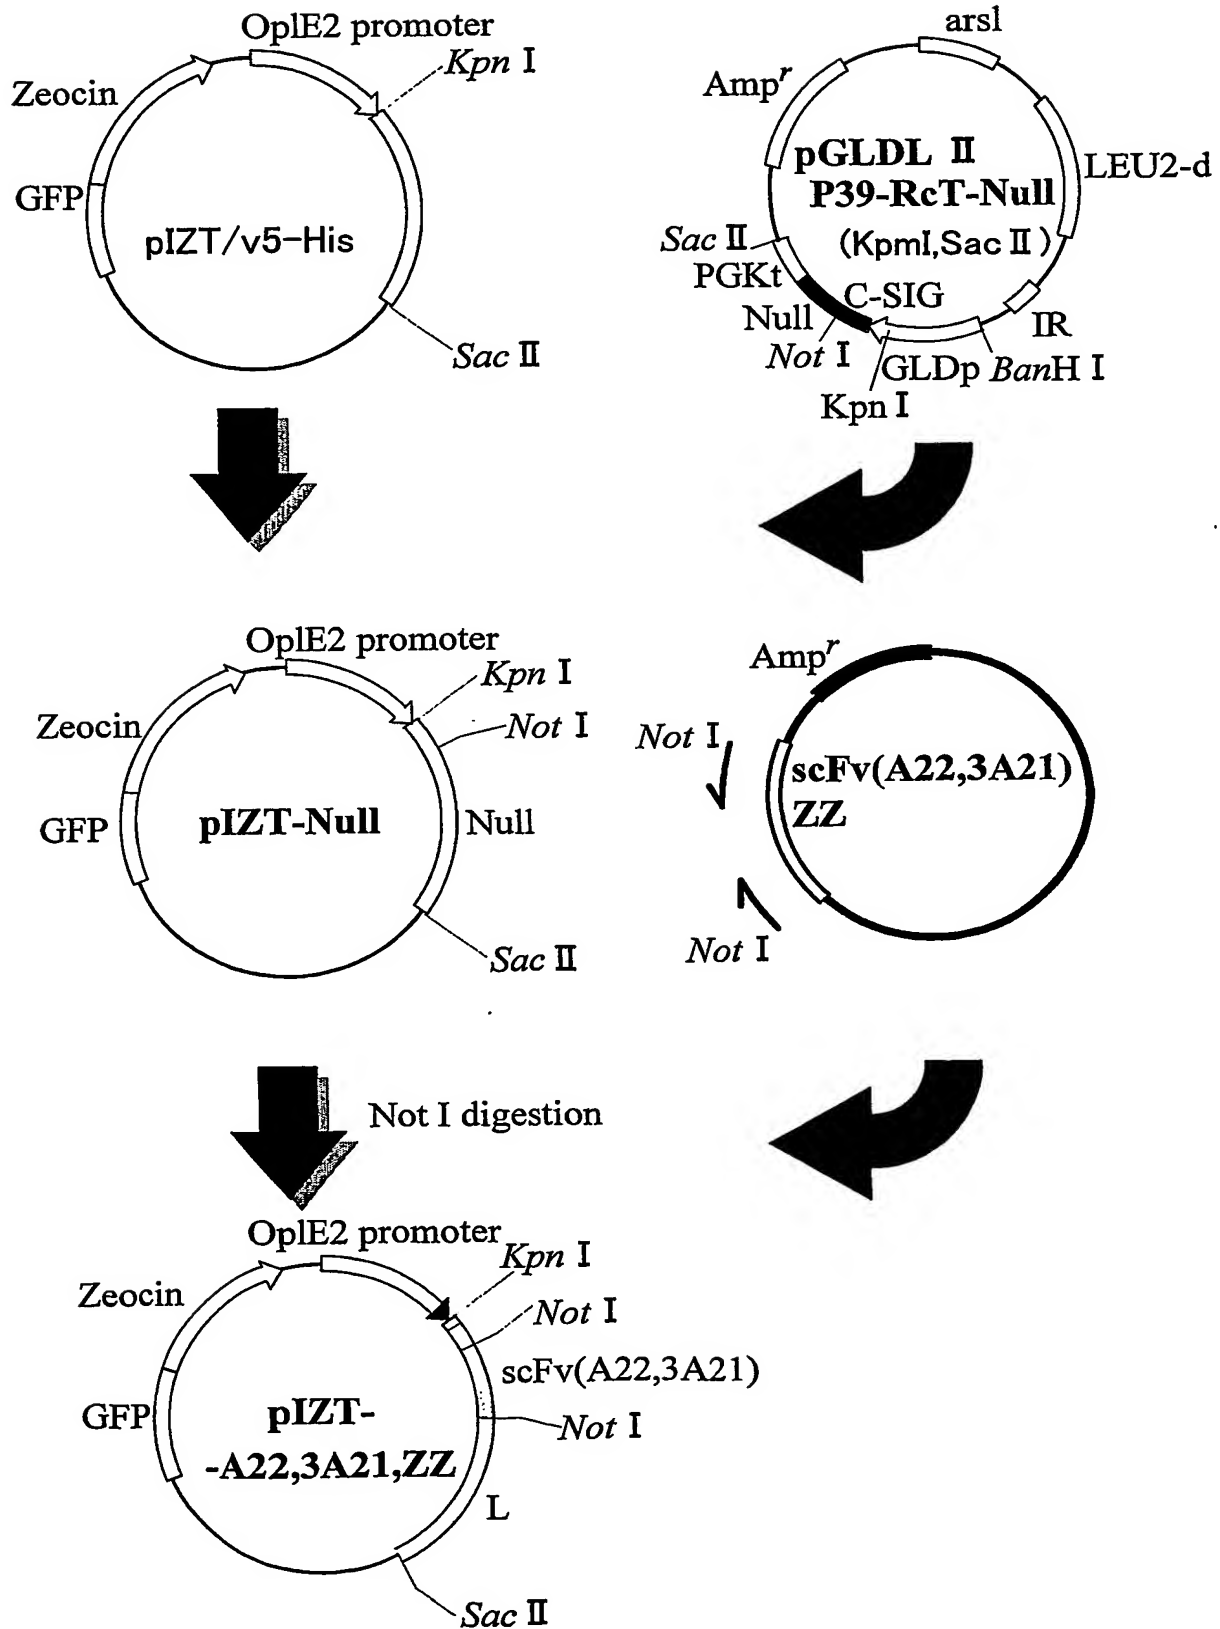 OplE2 promoter
Kpn I
Zeocin
GFP
pIZT/v5-His
Sac II
arsl
Ampr
pGLDL II
P39-RcT-Null
(KpmI,Sac II)
LEU2-d
Sac II
PGKt
C-SIG
Null
Not I
IR
GLDp
BanH I
Kpn I
OplE2 promoter
Kpn I
Not I
Zeocin
GFP
pIZT-Null
Null
Sac II
Ampr
Not I
scFv(A22,3A21)
ZZ
Not I
Not I digestion
OplE2 promoter
Kpn I
Zeocin
Not I
scFv(A22,3A21)
GFP
pIZT-
-A22,3A21,ZZ
Not I
L
Sac II